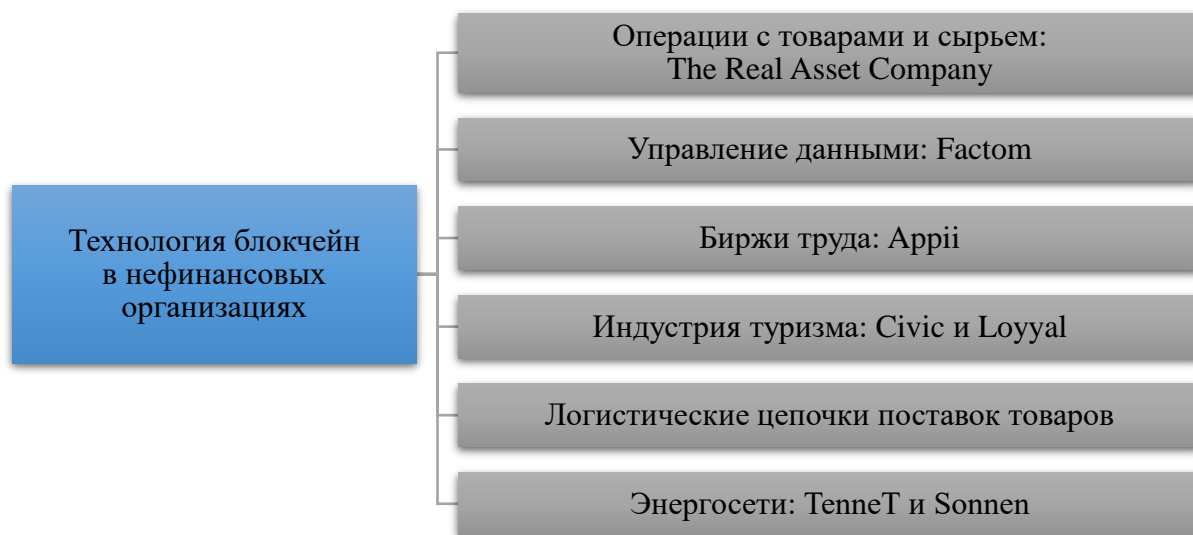 Технология блокчейн
в нефинансовых
организациях
Операции с товарами и сырьем:
The Real Asset Company
Управление данными: Factom
Биржи труда: Appii
Индустрия туризма: Civic и Loyyal
Логистические цепочки поставок товаров
Энергосети: TenneT и Sonnen